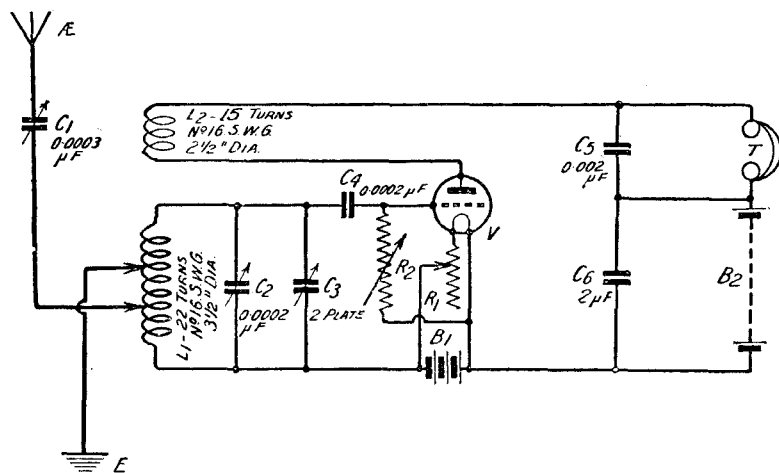 Æ
C1
0·0003
µF
L2-15 TURNS
Nº16.S.W.G.
2½" DIA.
C4
0·0002 µF
V
C5
0·002
µF
T
L1-22 TURNS
Nº16.S.W.G.
3½" DIA.
C2
0·0002
µF
C3
2 PLATE
R2
R1
B1
C6
2µF
B2
E